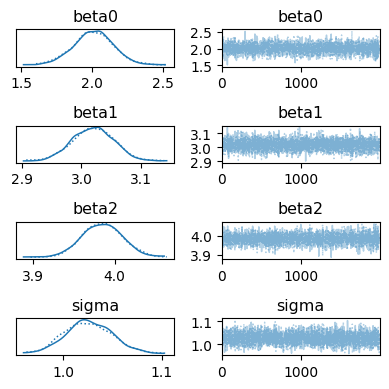 beta0 beta0
2.5
2.0
1.5
1.5 2.0 2.5 0 1000
beta1 beta1
3.1
3.0
2.9
2.9 3.0 3.1 0 1000
beta2 beta2
4.0
3.9
3.9 4.0 0 1000
sigma sigma
1.1
1.0
1.0 1.1 0 1000